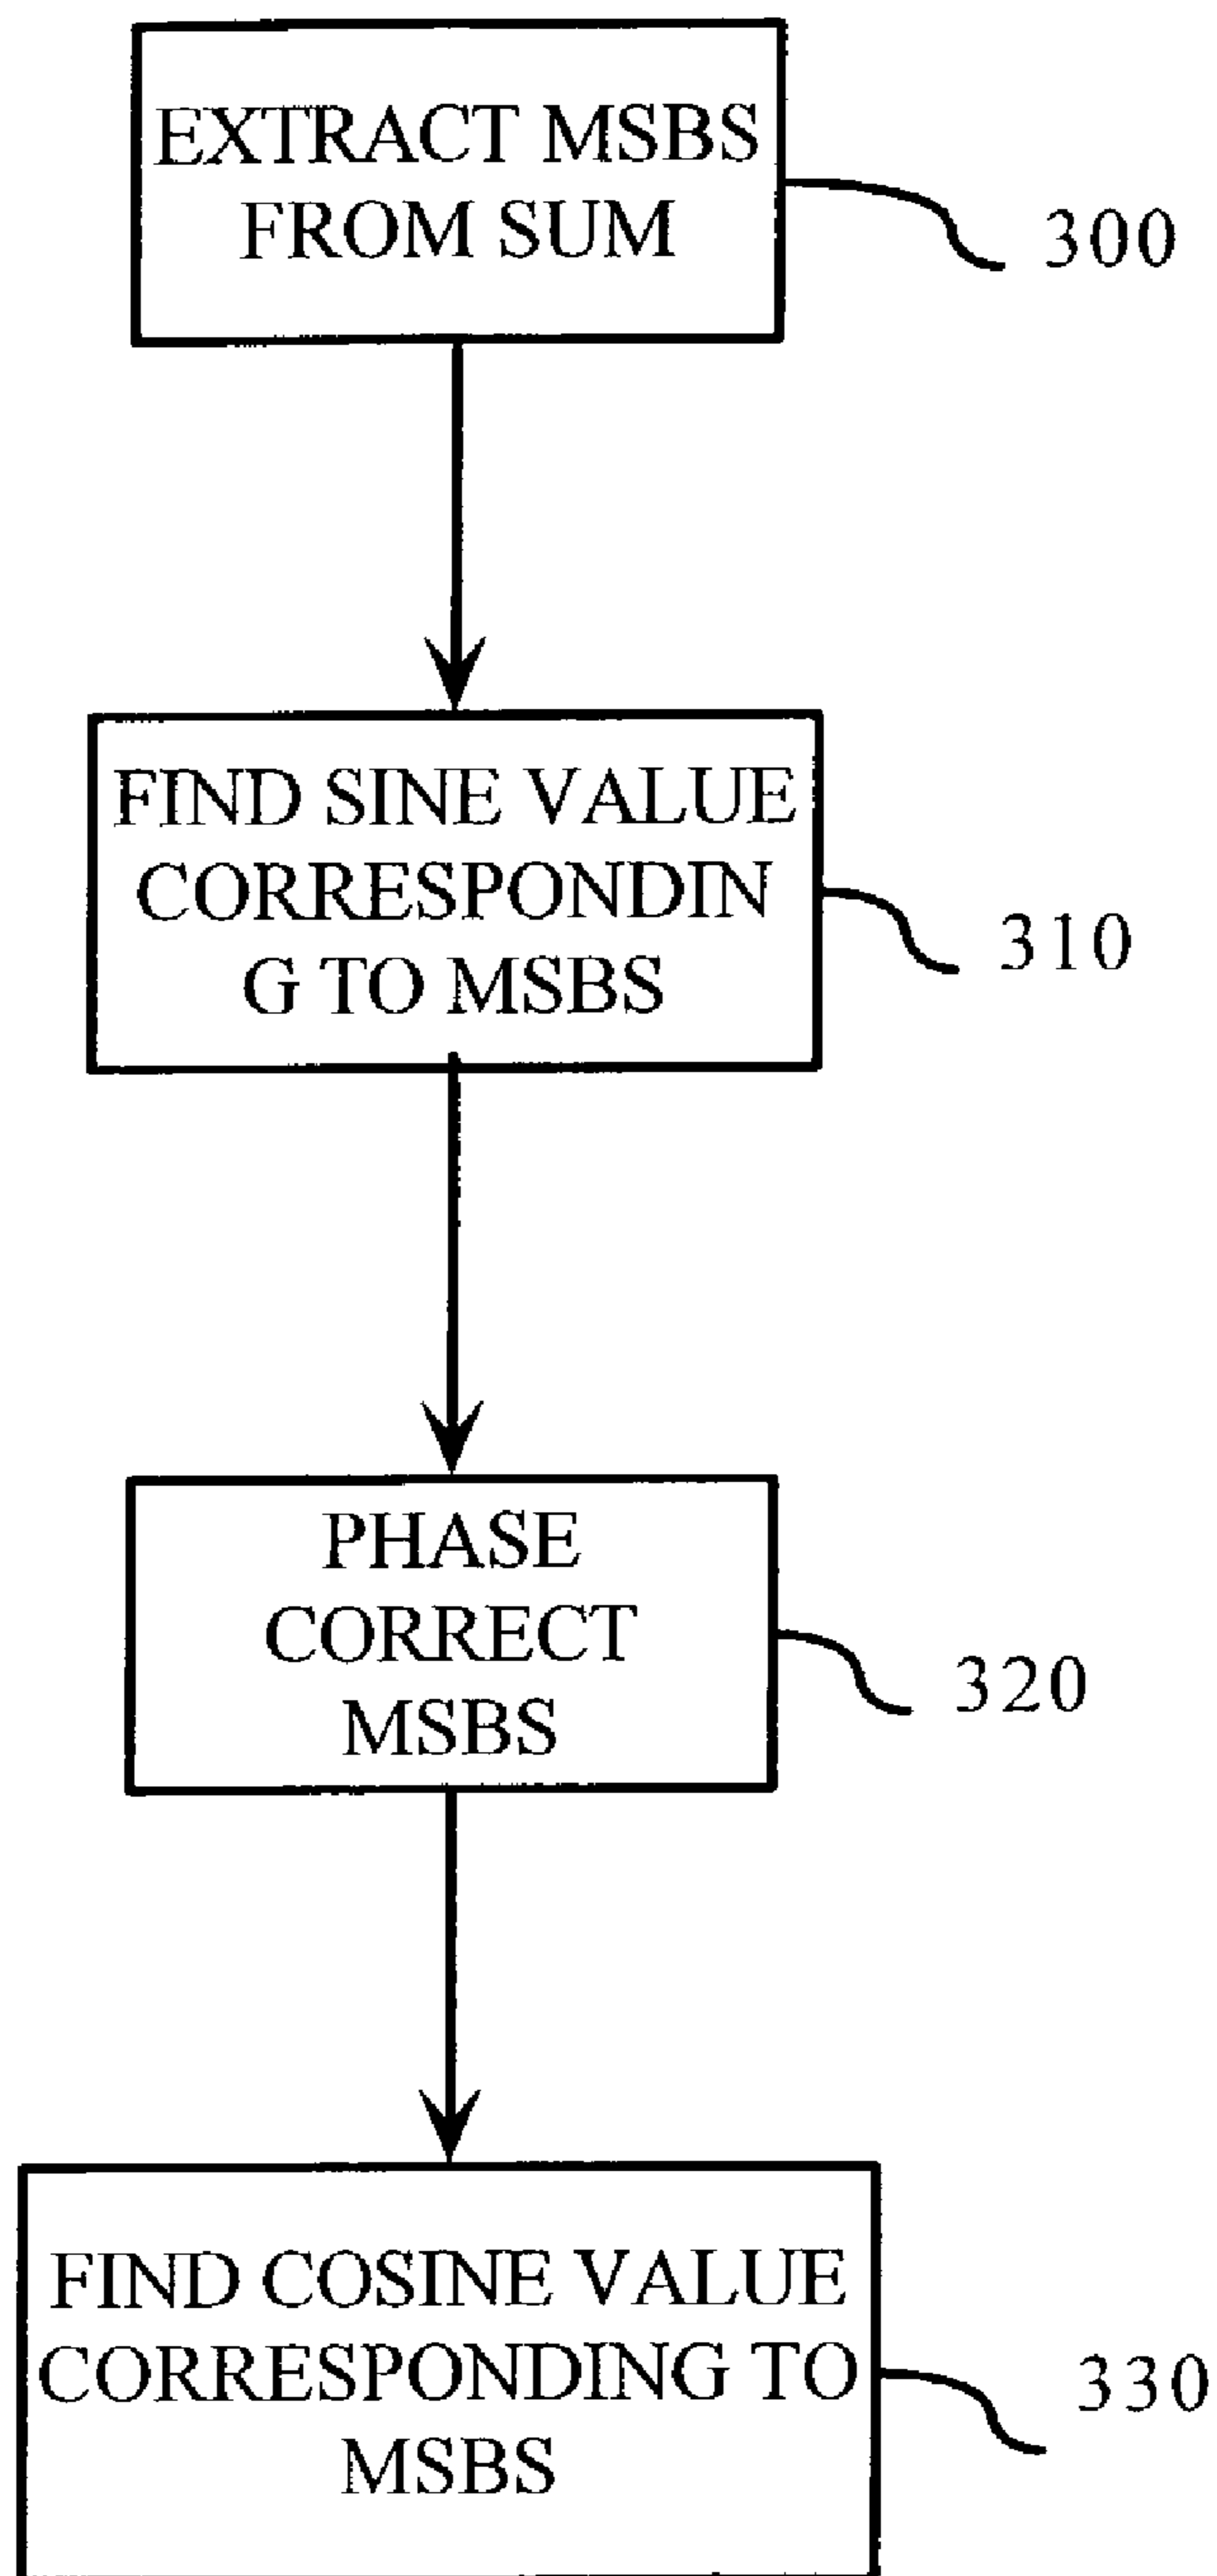 EXTRACT MSBS
FROM SUM
300
FIND SINE VALUE
CORRESPONDIN
G TO MSBS
310
PHASE
CORRECT
MSBS
320
FIND COSINE VALUE
CORRESPONDING TO
MSBS
330